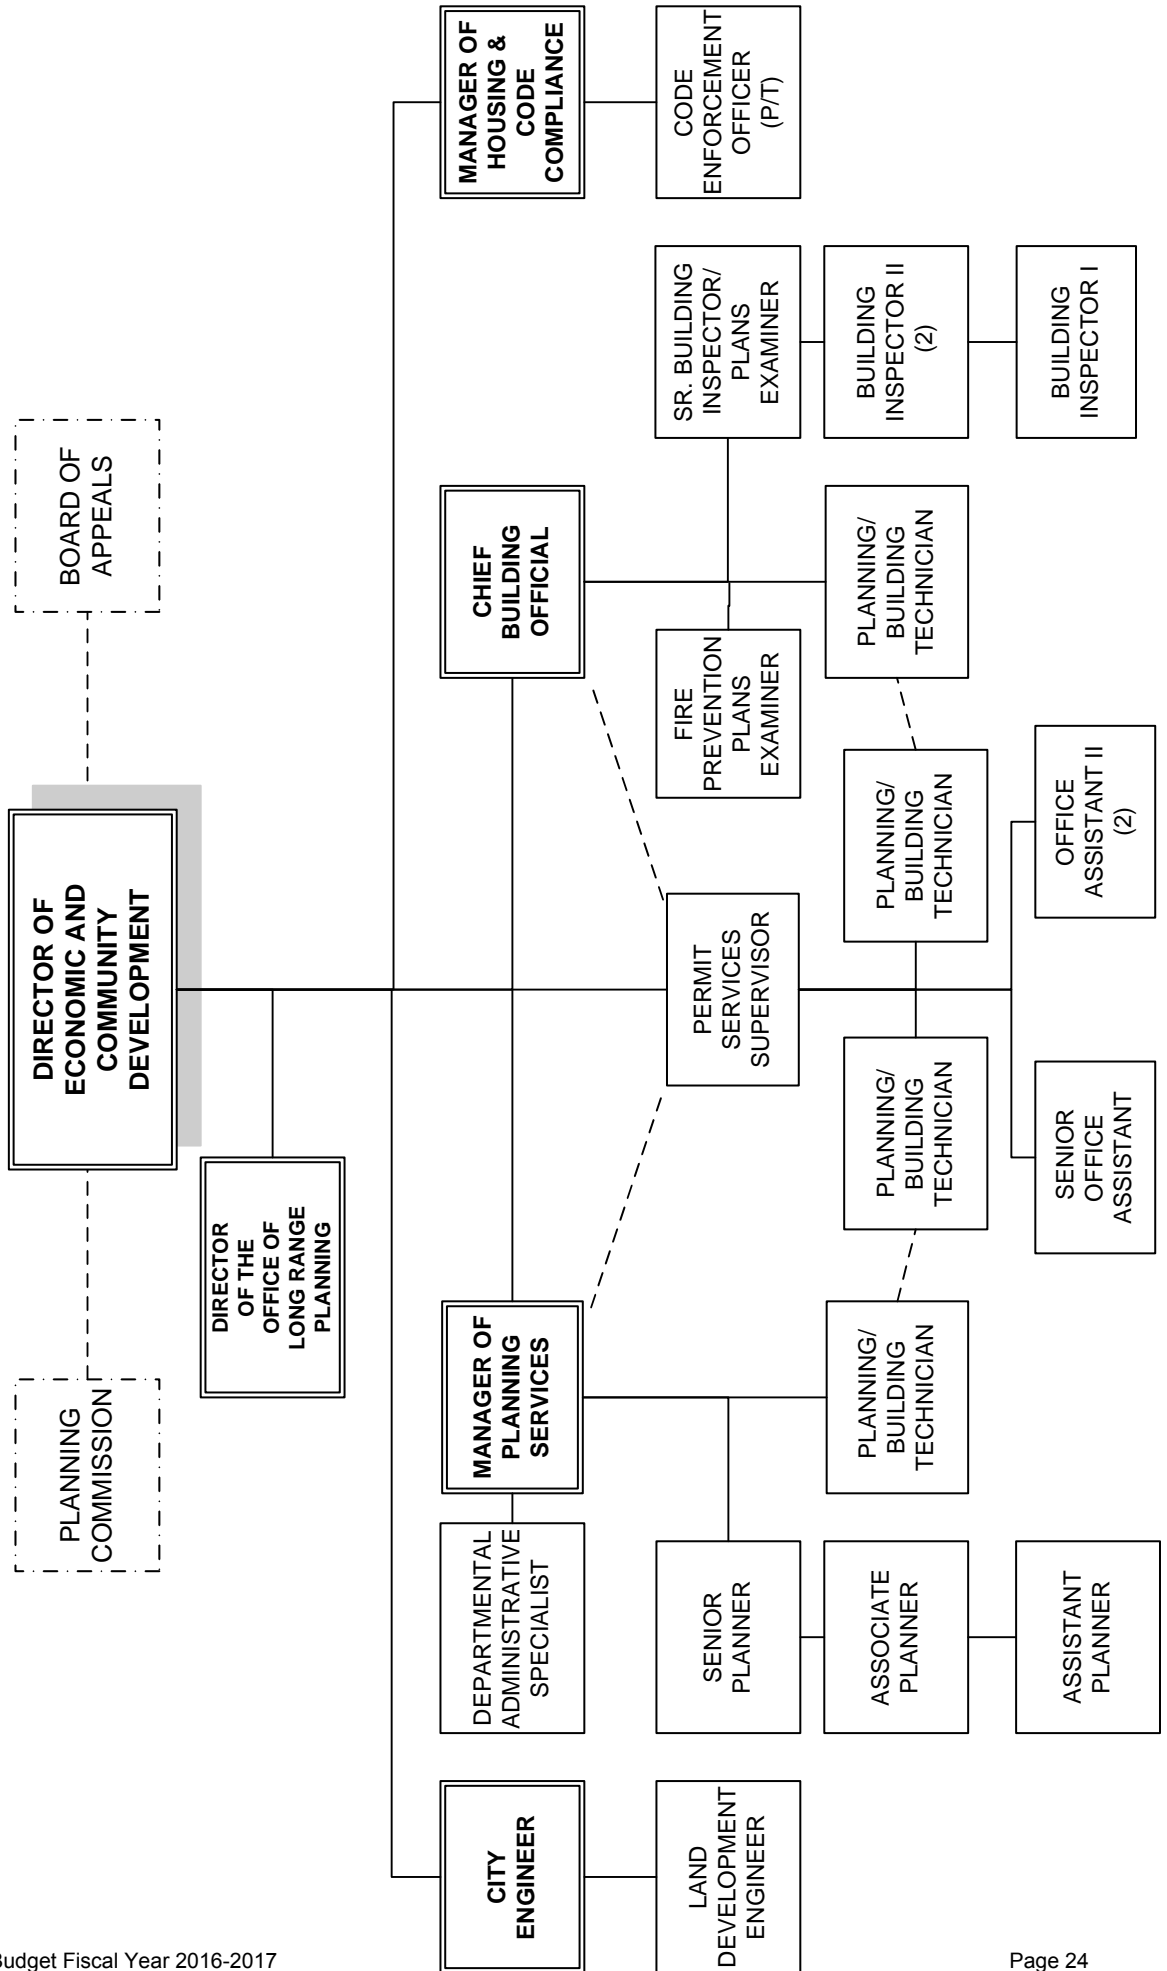 BOARD OF
APPEALS
DIRECTOR OF
ECONOMIC AND
COMMUNITY
DEVELOPMENT
PLANNING
COMMISSION
DIRECTOR
OF THE
OFFICE OF
LONG RANGE
PLANNING
CITY
ENGINEER
LAND
DEVELOPMENT
ENGINEER
DEPARTMENTAL
ADMINISTRATIVE
SPECIALIST
MANAGER OF
PLANNING
SERVICES
SENIOR
PLANNER
ASSOCIATE
PLANNER
ASSISTANT
PLANNER
PLANNING/
BUILDING
TECHNICIAN
PERMIT
SERVICES
SUPERVISOR
PLANNING/
BUILDING
TECHNICIAN
PLANNING/
BUILDING
TECHNICIAN
SENIOR
OFFICE
ASSISTANT
OFFICE
ASSISTANT II
(2)
CHIEF
BUILDING
OFFICIAL
FIRE
PREVENTION
PLANS
EXAMINER
PLANNING/
BUILDING
TECHNICIAN
SR. BUILDING
INSPECTOR/
PLANS
EXAMINER
BUILDING
INSPECTOR II
(2)
BUILDING
INSPECTOR I
MANAGER OF
HOUSING &
CODE
COMPLIANCE
CODE
ENFORCEMENT
OFFICER
(P/T)
Budget Fiscal Year 2016-2017
Page 24